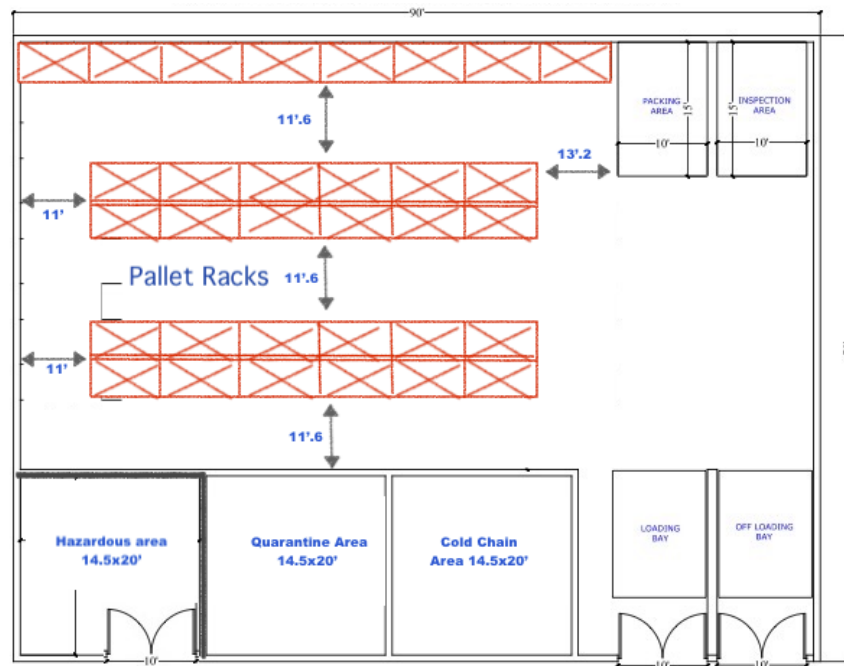 90'
PACKING
AREA
15'
10'
INSPECTION
AREA
15'
10'
11'.6
13'.2
11'
Pallet Racks
11'.6
11'
11'.6
Hazardous area
14.5x20'
Quarantine Area
14.5x20'
Cold Chain
Area 14.5x20'
LOADING
BAY
OFF LOADING
BAY
10'
10'
10'